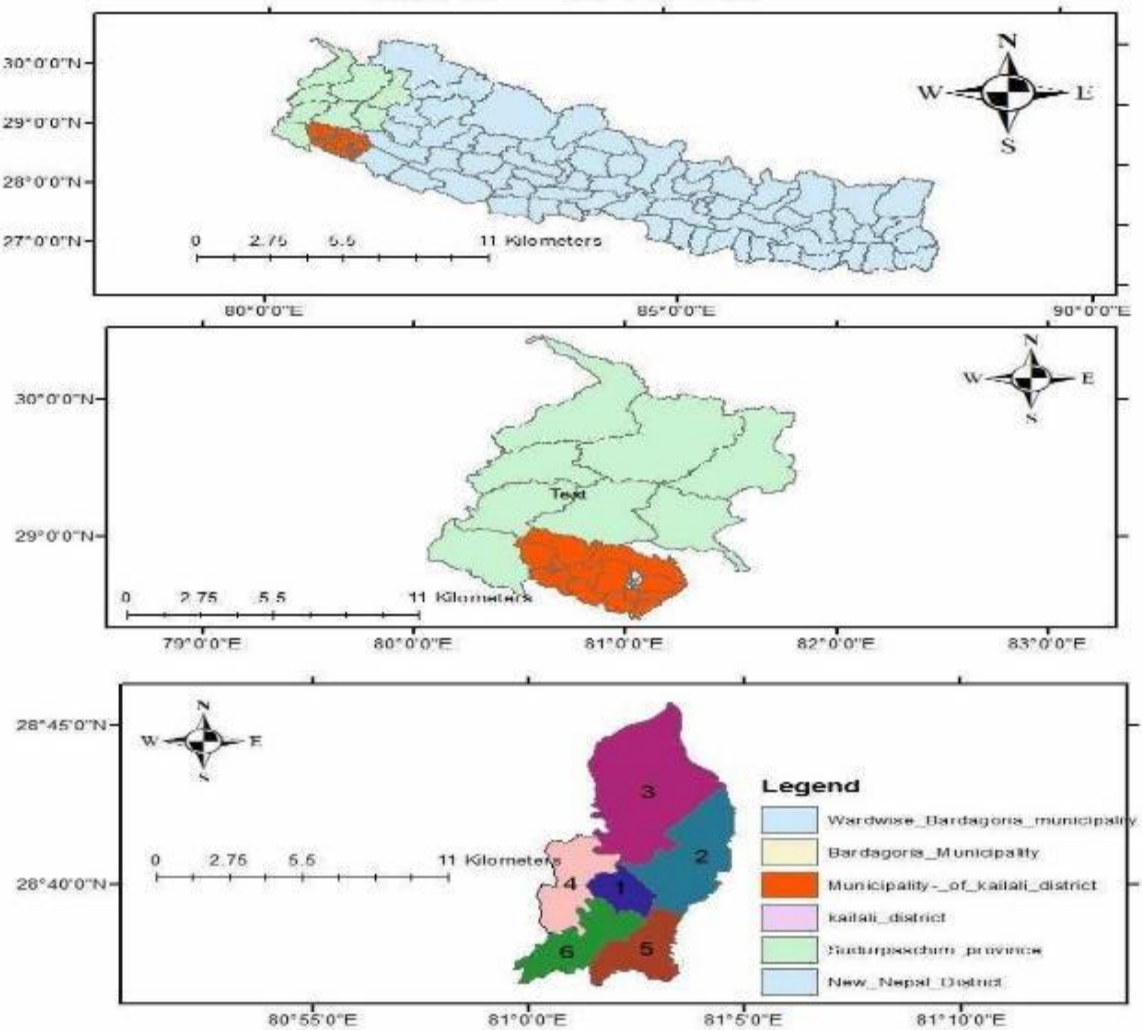 N
W E
S
30°0'0"N
29°0'0"N
28°0'0"N
27°0'0"N
0 2.75 5.5 11 Kilometers
80°0'0"E 85°0'0"E 90°0'0"E
N
W E
S
30°0'0"N
29°0'0"N
Text
0 2.75 5.5 11 Kilometers
79°0'0"E 80°0'0"E 81°0'0"E 82°0'0"E 83°0'0"E
N
W E
S
28°45'0"N
28°40'0"N
0 2.75 5.5 11 Kilometers
3
2
4
1
6
5
Legend
Wardwise_Bardagoria_municipality
Bardagoria_Municipality
Municipality-_of_kailali_district
kailali_district
Sudurpaschim_province
New_Nepal_District
80°55'0"E 81°0'0"E 81°5'0"E 81°10'0"E